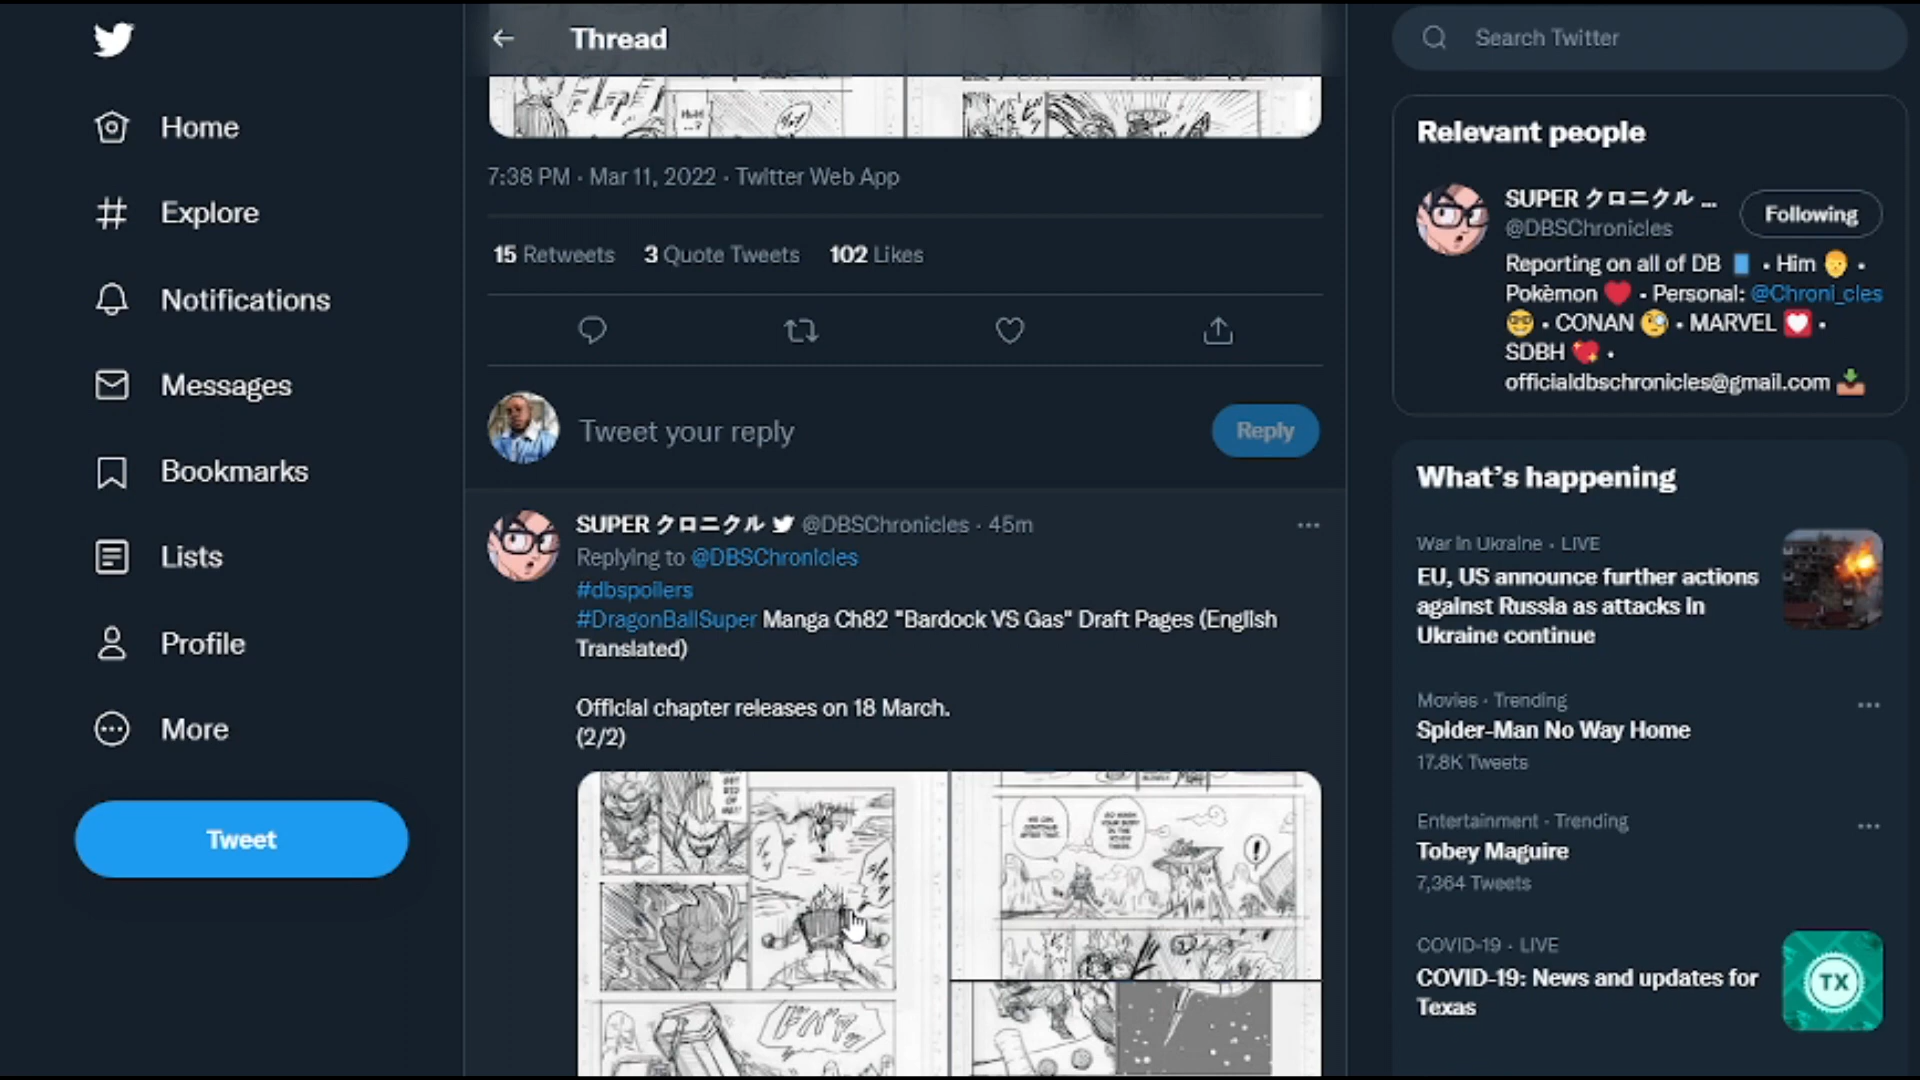 Home
Explore
Notifications
Messages
Bookmarks
Lists
Profile
More
Tweet
Thread
7:38 PM · Mar 11, 2022 · Twitter Web App
15 Retweets 3 Quote Tweets 102 Likes
Tweet your reply
Reply
SUPER クロニクル @DBSChronicles · 45m
Replying to @DBSChronicles
#dbspoilers
#DragonBallSuper Manga Ch82 "Bardock VS Gas" Draft Pages (English
Translated)
Official chapter releases on 18 March.
(2/2)
WE CAN
CONTINUE
AFTER THAT.
Search Twitter
Relevant people
SUPER クロニクル ...
@DBSChronicles
Following
Reporting on all of DB · Him ·
Pokèmon · Personal: @Chroni_cles
· CONAN · MARVEL ·
SDBH ·
officialdbschronicles@gmail.com
What's happening
War in Ukraine · LIVE
EU, US announce further actions
against Russia as attacks in
Ukraine continue
Movies · Trending
Spider-Man No Way Home
17.8K Tweets
Entertainment · Trending
Tobey Maguire
7,364 Tweets
COVID-19 · LIVE
COVID-19: News and updates for
Texas
TX